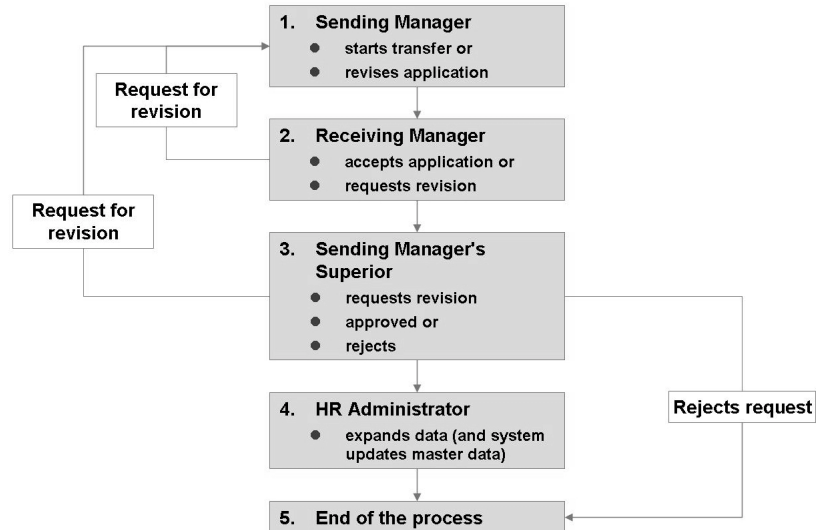 1. Sending Manager
● starts transfer or
● revises application
Request for
revision
2. Receiving Manager
● accepts application or
● requests revision
Request for
revision
3. Sending Manager's
Superior
● requests revision
● approved or
● rejects
4. HR Administrator
● expands data (and system
updates master data)
Rejects request
5. End of the process